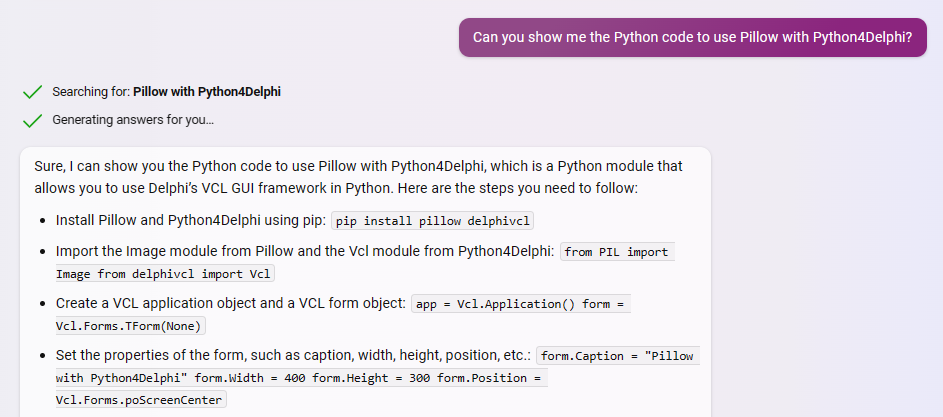 Can you show me the Python code to use Pillow with Python4Delphi?
Searching for: Pillow with Python4Delphi
Generating answers for you...
Sure, I can show you the Python code to use Pillow with Python4Delphi, which is a Python module that
allows you to use Delphi's VCL GUI framework in Python. Here are the steps you need to follow:
• Install Pillow and Python4Delphi using pip: pip install pillow delphivcl
• Import the Image module from Pillow and the Vcl module from Python4Delphi: from PIL import
Image from delphivcl import Vcl
• Create a VCL application object and a VCL form object: app = Vcl.Application() form =
Vcl.Forms.TForm(None)
• Set the properties of the form, such as caption, width, height, position, etc.: form.Caption = "Pillow
with Python4Delphi" form.Width = 400 form.Height = 300 form.Position =
Vcl.Forms.poScreenCenter